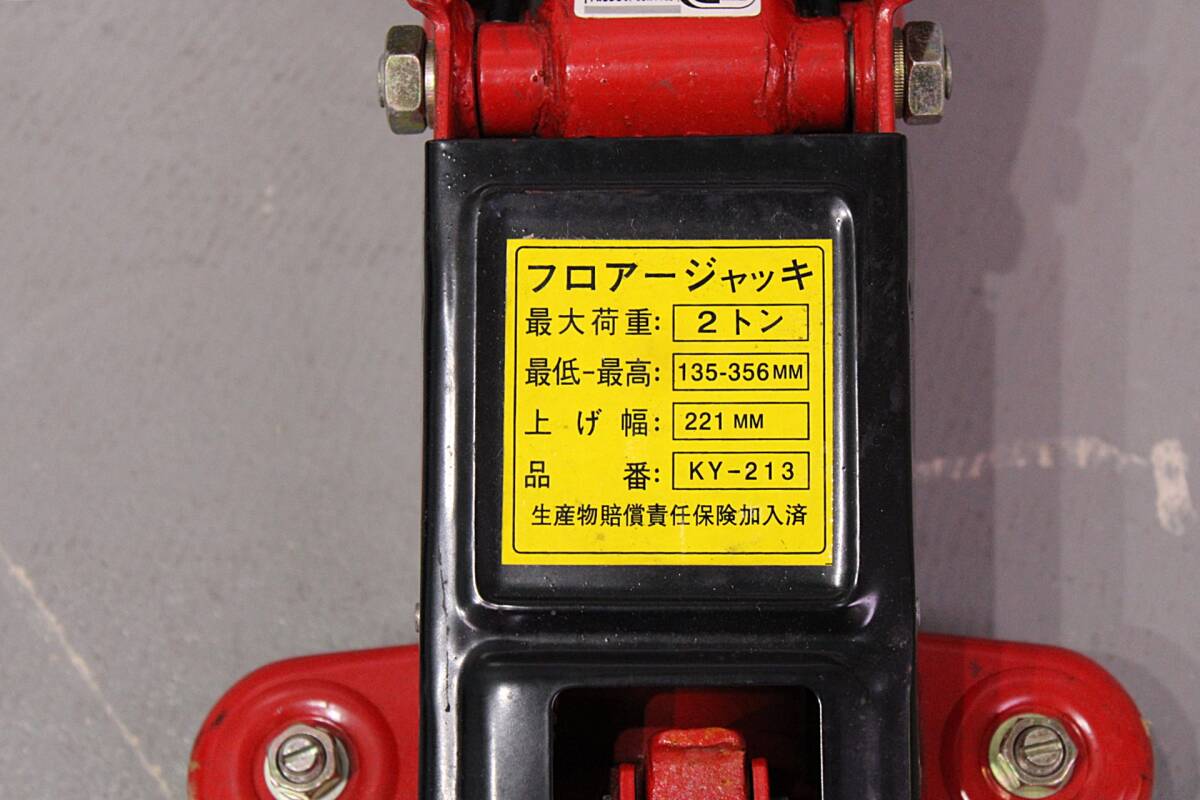 フロアージャッキ
最大荷重: 2トン
最低-最高: 135-356MM
上げ幅: 221 MM
品番: KY-213
生産物賠償責任保険加入済